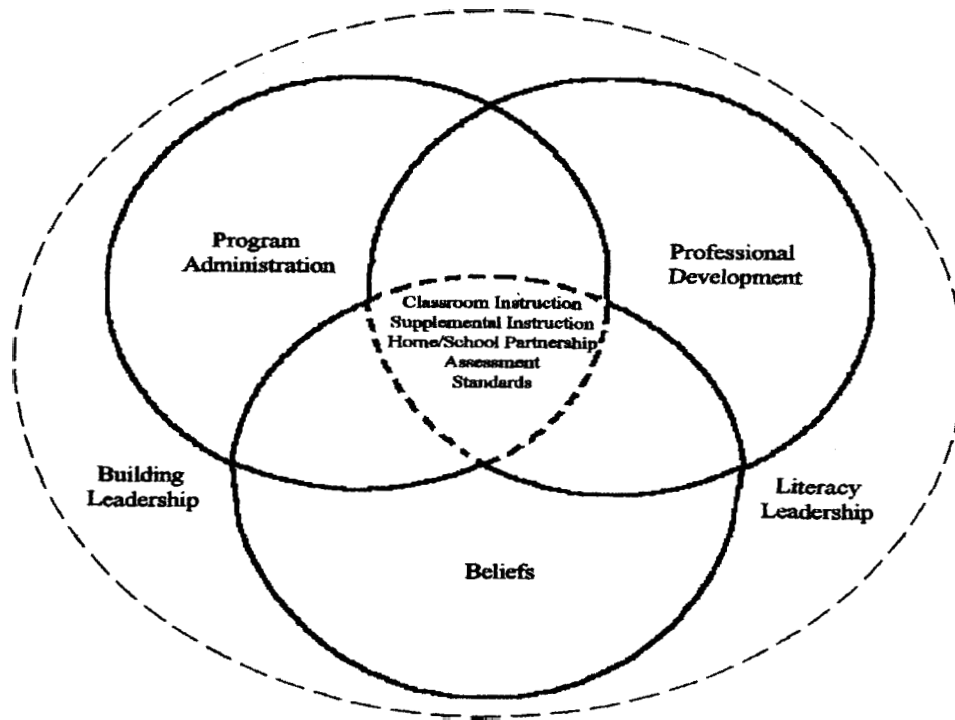 Program
Administration
Professional
Development
Classroom Instruction
Supplemental Instruction
Home/School Partnership
Assessment
Standards
Building
Leadership
Literacy
Leadership
Beliefs